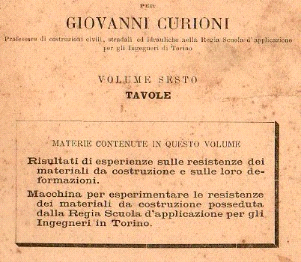 PER
GIOVANNI CURIONI
Professore di costruzioni civili, stradali ed idrauliche nella Regia Scuola d'applicazione
per gli Ingegneri di Torino
VOLUME SESTO
TAVOLE
MATERIE CONTENUTE IN QUESTO VOLUME
Risultati di esperienze sulle resistenze dei
materiali da costruzione e sulle loro de-
formazioni.
Macchina per esperimentare le resistenze
dei materiali da costruzione posseduta
dalla Regia Scuola d'applicazione per gli
Ingegneri in Torino.